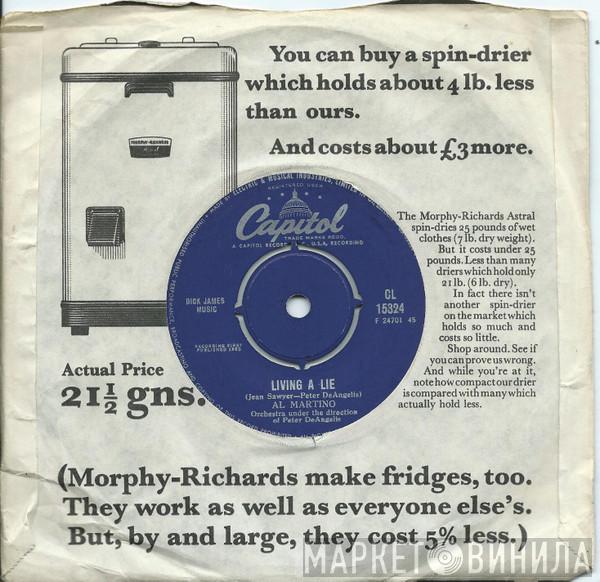 You can buy a spin-drier
which holds about 4 lb. less
than ours.
And costs about £3 more.
MORPHY-RICHARDS
The Morphy-Richards Astral
spin-dries 25 pounds of wet
clothes (7 lb. dry weight).
But it costs under 25
pounds. Less than many
driers which hold only
21 lb. (6 lb. dry).
In fact there isn't
another spin-drier
on the market which
holds so much and
costs so little.
Shop around. See if
you can prove us wrong.
And while you're at it,
note how compact our drier
is compared with many which
actually hold less.
Capitol
TRADE MARKS REGD.
DICK JAMES
MUSIC
CL
15324
F 24701 45
RECORDING FIRST
PUBLISHED
LIVING A LIE
(Jean Sawyer—Peter DeAngelis)
AL MARTINO
Orchestra under the direction
of Peter DeAngelis
Actual Price
21½ gns.
(Morphy-Richards make fridges, too.
They work as well as everyone else's.
But, by and large, they cost 5% less.)
МАРКЕТ ВИНИЛА